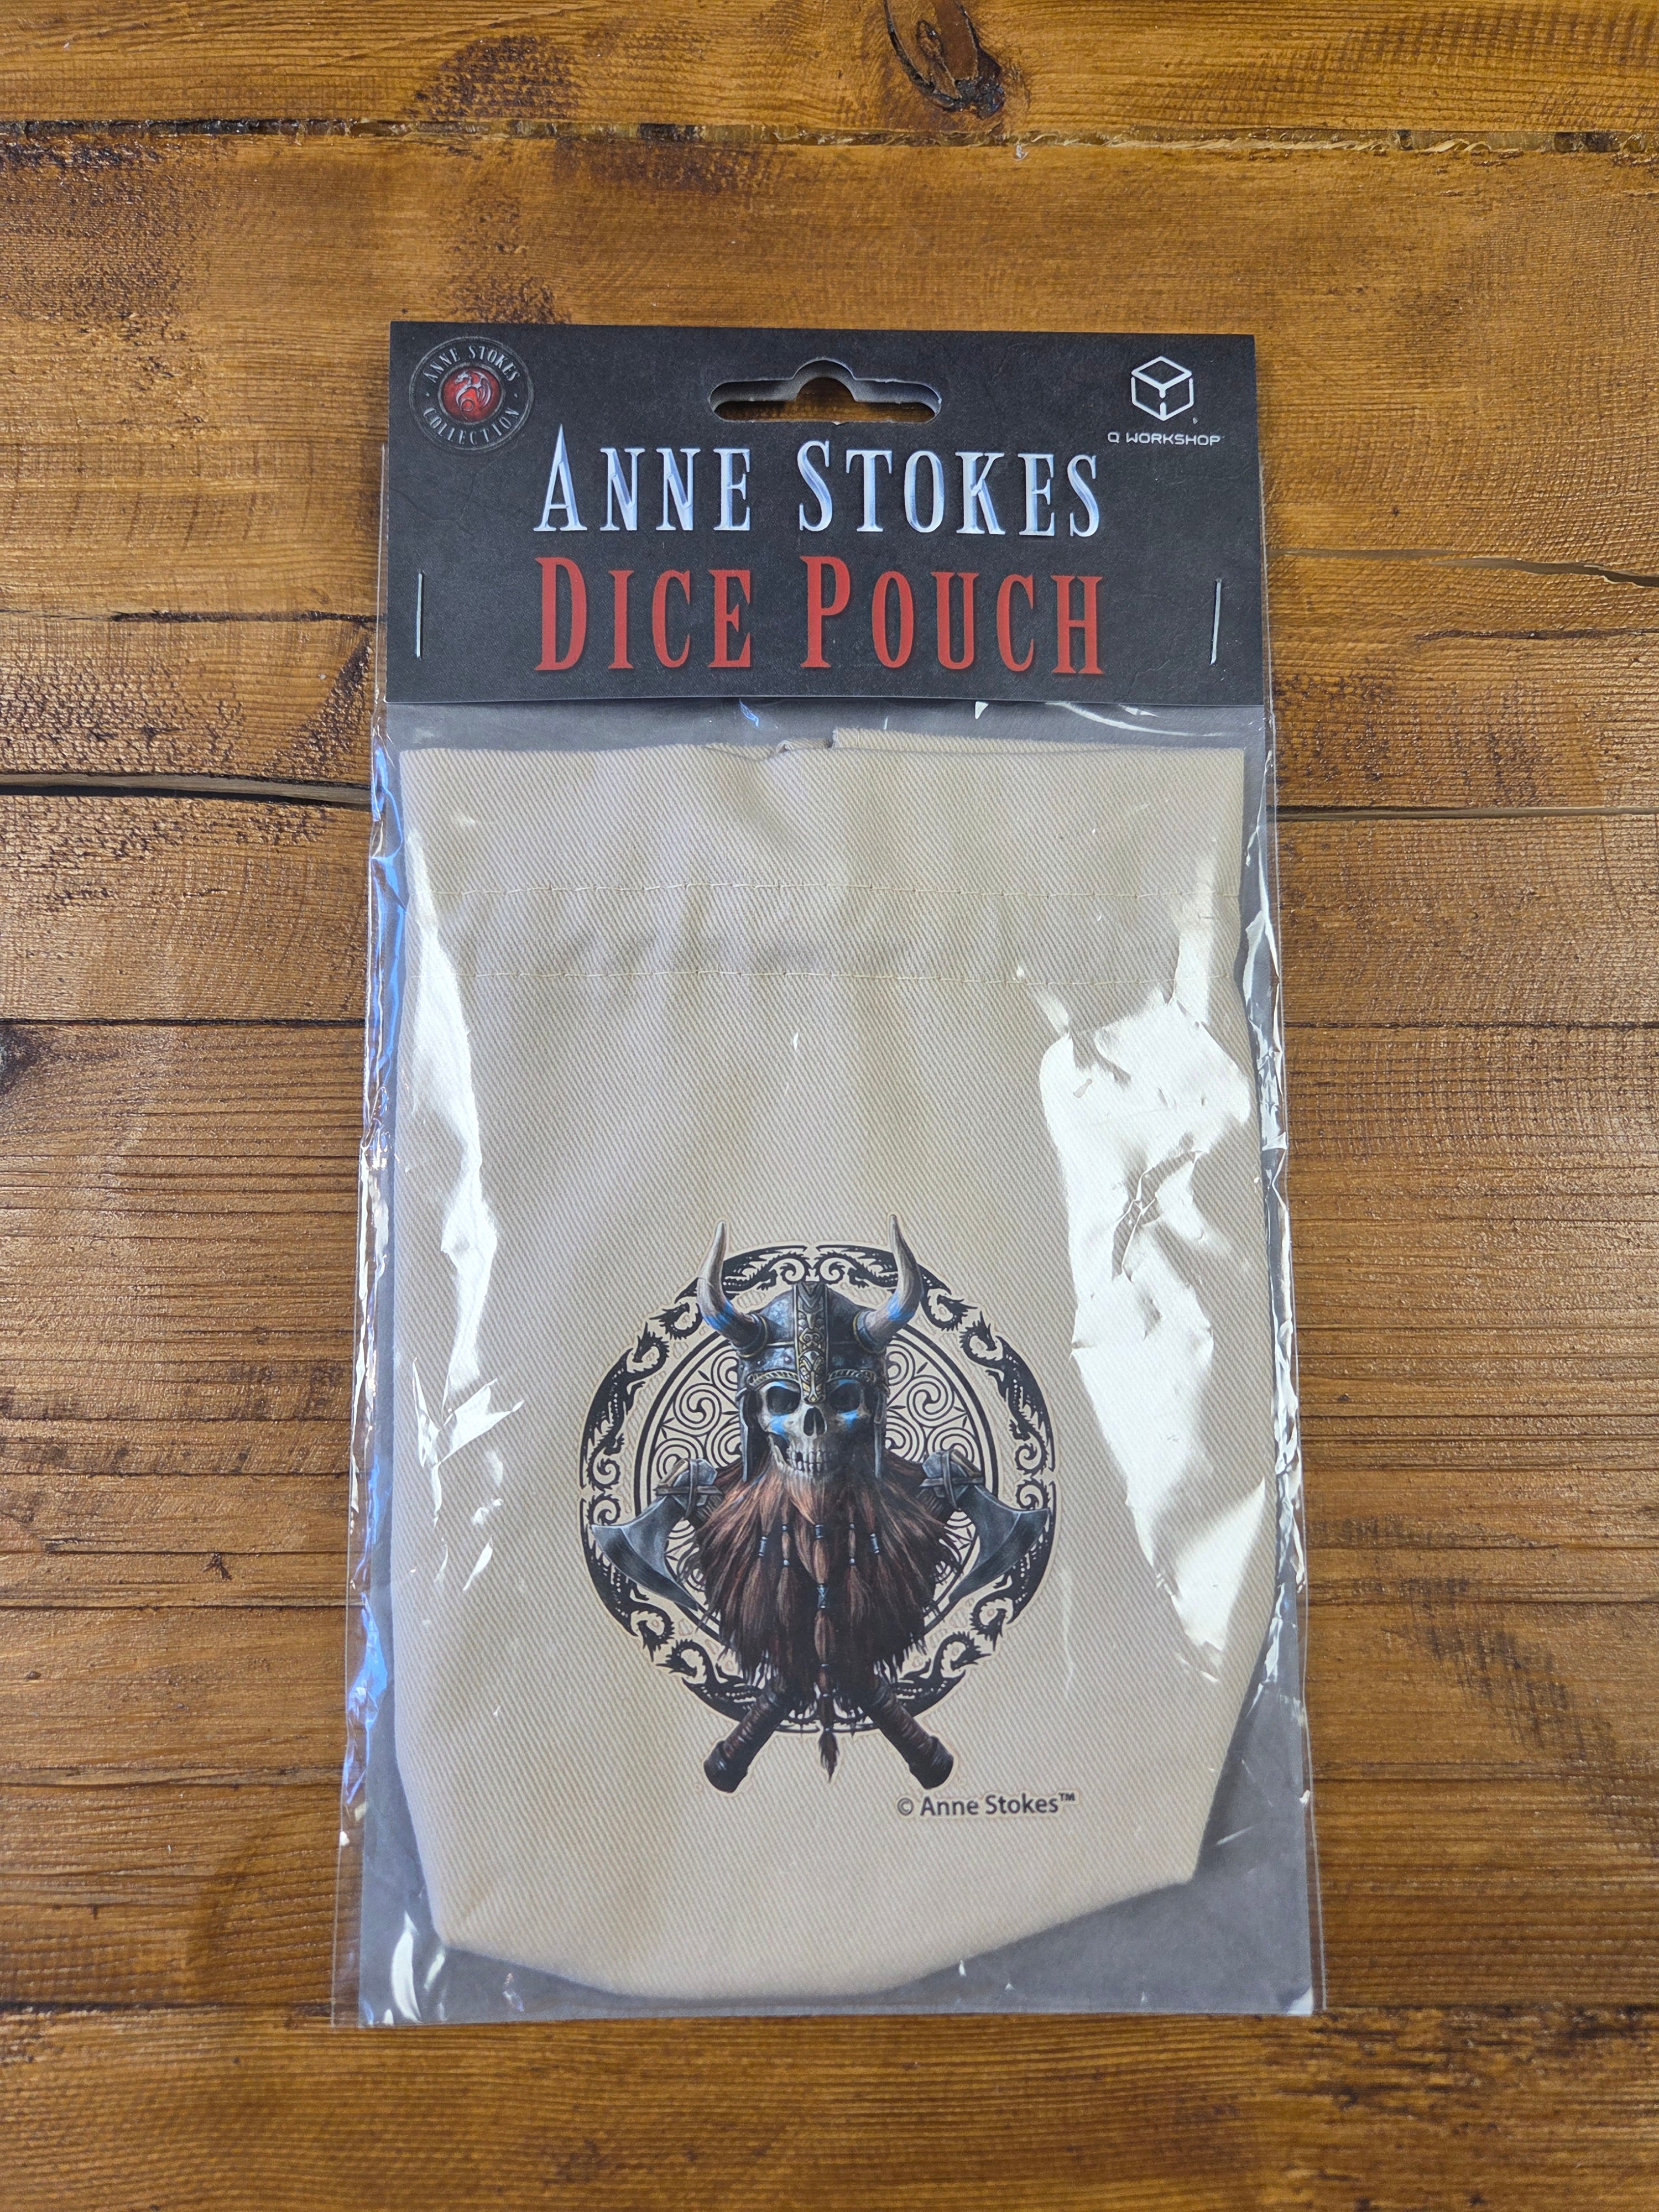 ANNE STOKES
COLLECTION
Q WORKSHOP
ANNE STOKES
DICE POUCH
© Anne Stokes™